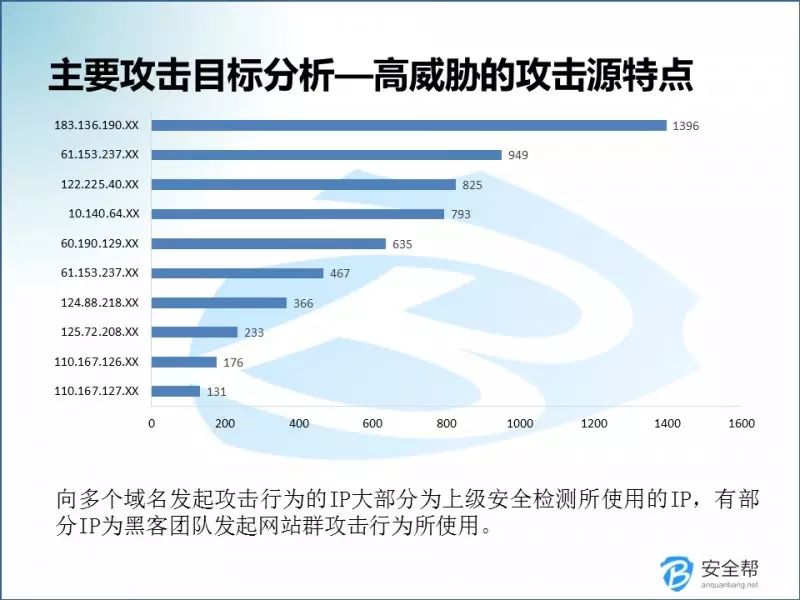 主要攻击目标分析—高威胁的攻击源特点
183.136.190.XX 1396
61.153.237.XX 949
122.225.40.XX 825
10.140.64.XX 793
60.190.129.XX 635
61.153.237.XX 467
124.88.218.XX 366
125.72.208.XX 233
110.167.126.XX 176
110.167.127.XX 131
0 200 400 600 800 1000 1200 1400 1600
向多个域名发起攻击行为的IP大部分为上级安全检测所使用的IP，有部
分IP为黑客团队发起网站群攻击行为所使用。
安全帮
anquanbang.net